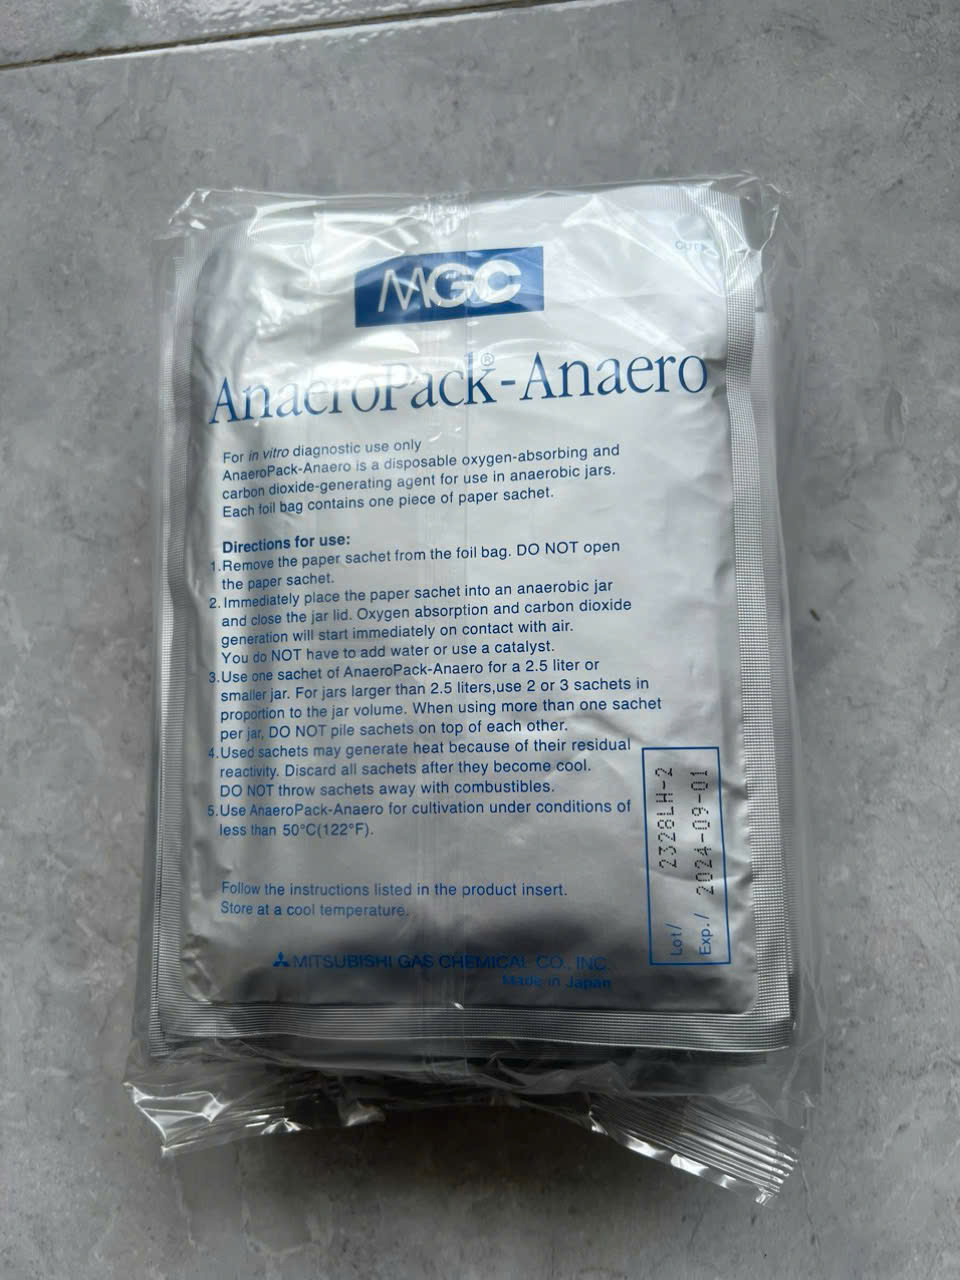 CUT
MGC
AnaeroPack®-Anaero
For in vitro diagnostic use only
AnaeroPack-Anaero is a disposable oxygen-absorbing and
carbon dioxide-generating agent for use in anaerobic jars.
Each foil bag contains one piece of paper sachet.
Directions for use:
1.Remove the paper sachet from the foil bag. DO NOT open
the paper sachet.
2.Immediately place the paper sachet into an anaerobic jar
and close the jar lid. Oxygen absorption and carbon dioxide
generation will start immediately on contact with air.
You do NOT have to add water or use a catalyst.
3.Use one sachet of AnaeroPack-Anaero for a 2.5 liter or
smaller jar. For jars larger than 2.5 liters,use 2 or 3 sachets in
proportion to the jar volume. When using more than one sachet
per jar, DO NOT pile sachets on top of each other.
4.Used sachets may generate heat because of their residual
reactivity. Discard all sachets after they become cool.
DO NOT throw sachets away with combustibles.
5.Use AnaeroPack-Anaero for cultivation under conditions of
less than 50°C(122°F).
Follow the instructions listed in the product insert.
Store at a cool temperature.
MITSUBISHI GAS CHEMICAL CO., INC.
Made in Japan
Lot/ 2328LH-2
Exp./ 2024-09-01